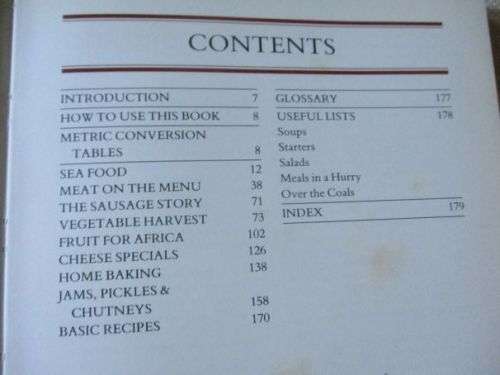 CONTENTS
INTRODUCTION 7
HOW TO USE THIS BOOK 8
METRIC CONVERSION
TABLES 8
SEA FOOD 12
MEAT ON THE MENU 38
THE SAUSAGE STORY 71
VEGETABLE HARVEST 73
FRUIT FOR AFRICA 102
CHEESE SPECIALS 126
HOME BAKING 138
JAMS, PICKLES &
CHUTNEYS 158
BASIC RECIPES 170
GLOSSARY 177
USEFUL LISTS 178
Soups
Starters
Salads
Meals in a Hurry
Over the Coals
INDEX 179